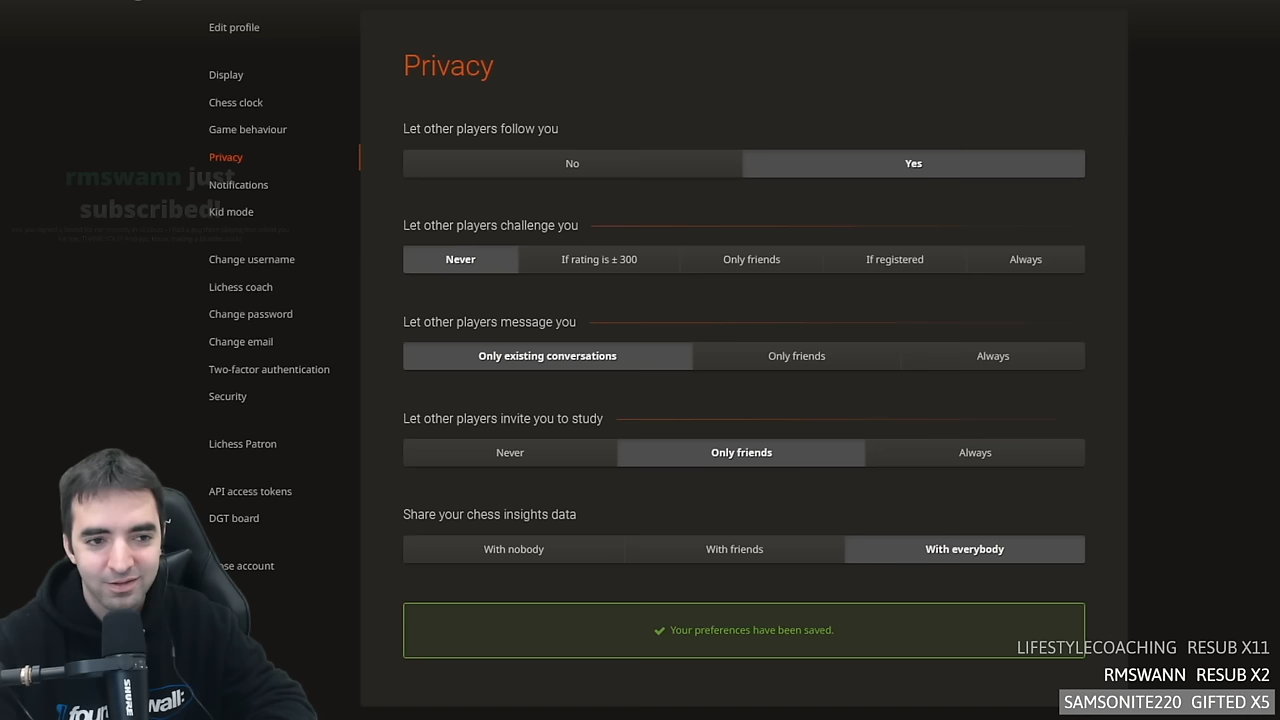 Edit profile
Display
Chess clock
Game behaviour
Privacy
Notifications
Kid mode
Change username
Lichess coach
Change password
Change email
Two-factor authentication
Security
Lichess Patron
API access tokens
DGT board
ose account
rmswann just
subscribed!
Privacy
Let other players follow you
No Yes
Let other players challenge you
Never If rating is ± 300 Only friends If registered Always
Let other players message you
Only existing conversations Only friends Always
Let other players invite you to study
Never Only friends Always
Share your chess insights data
With nobody With friends With everybody
Your preferences have been saved.
LIFESTYLECOACHING RESUB X11
RMSWANN RESUB X2
SAMSONITE220 GIFTED X5
SHURE
wall: